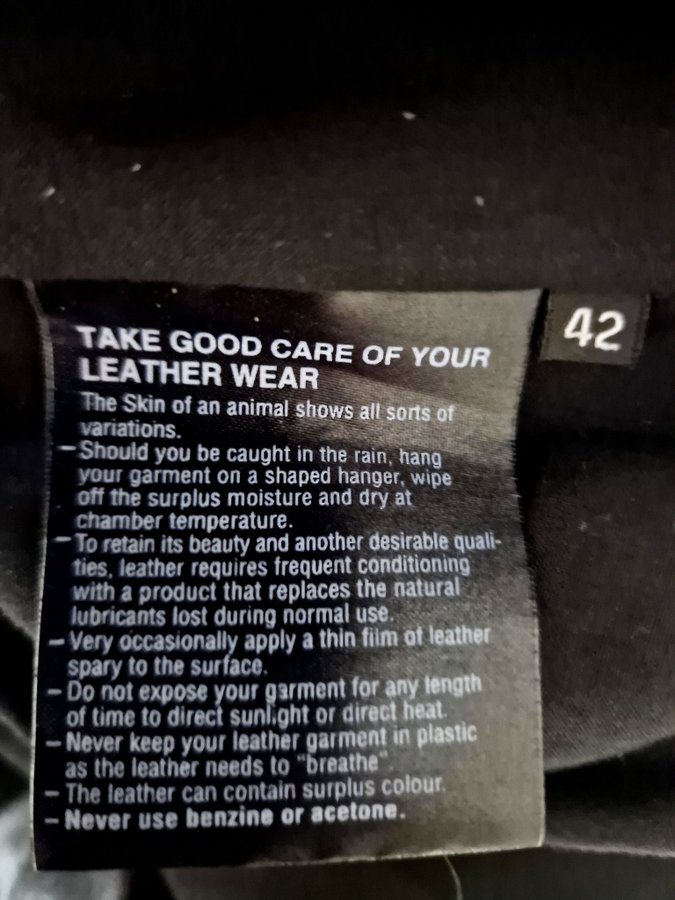 TAKE GOOD CARE OF YOUR
LEATHER WEAR
The Skin of an animal shows all sorts of
variations.
– Should you be caught in the rain, hang
your garment on a shaped hanger, wipe
off the surplus moisture and dry at
chamber temperature.
– To retain its beauty and another desirable quali-
ties, leather requires frequent conditioning
with a product that replaces the natural
lubricants lost during normal use.
– Very occasionally apply a thin film of leather
spary to the surface.
– Do not expose your garment for any length
of time to direct sunlight or direct heat.
– Never keep your leather garment in plastic
as the leather needs to "breathe".
– The leather can contain surplus colour.
– Never use benzine or acetone.
42